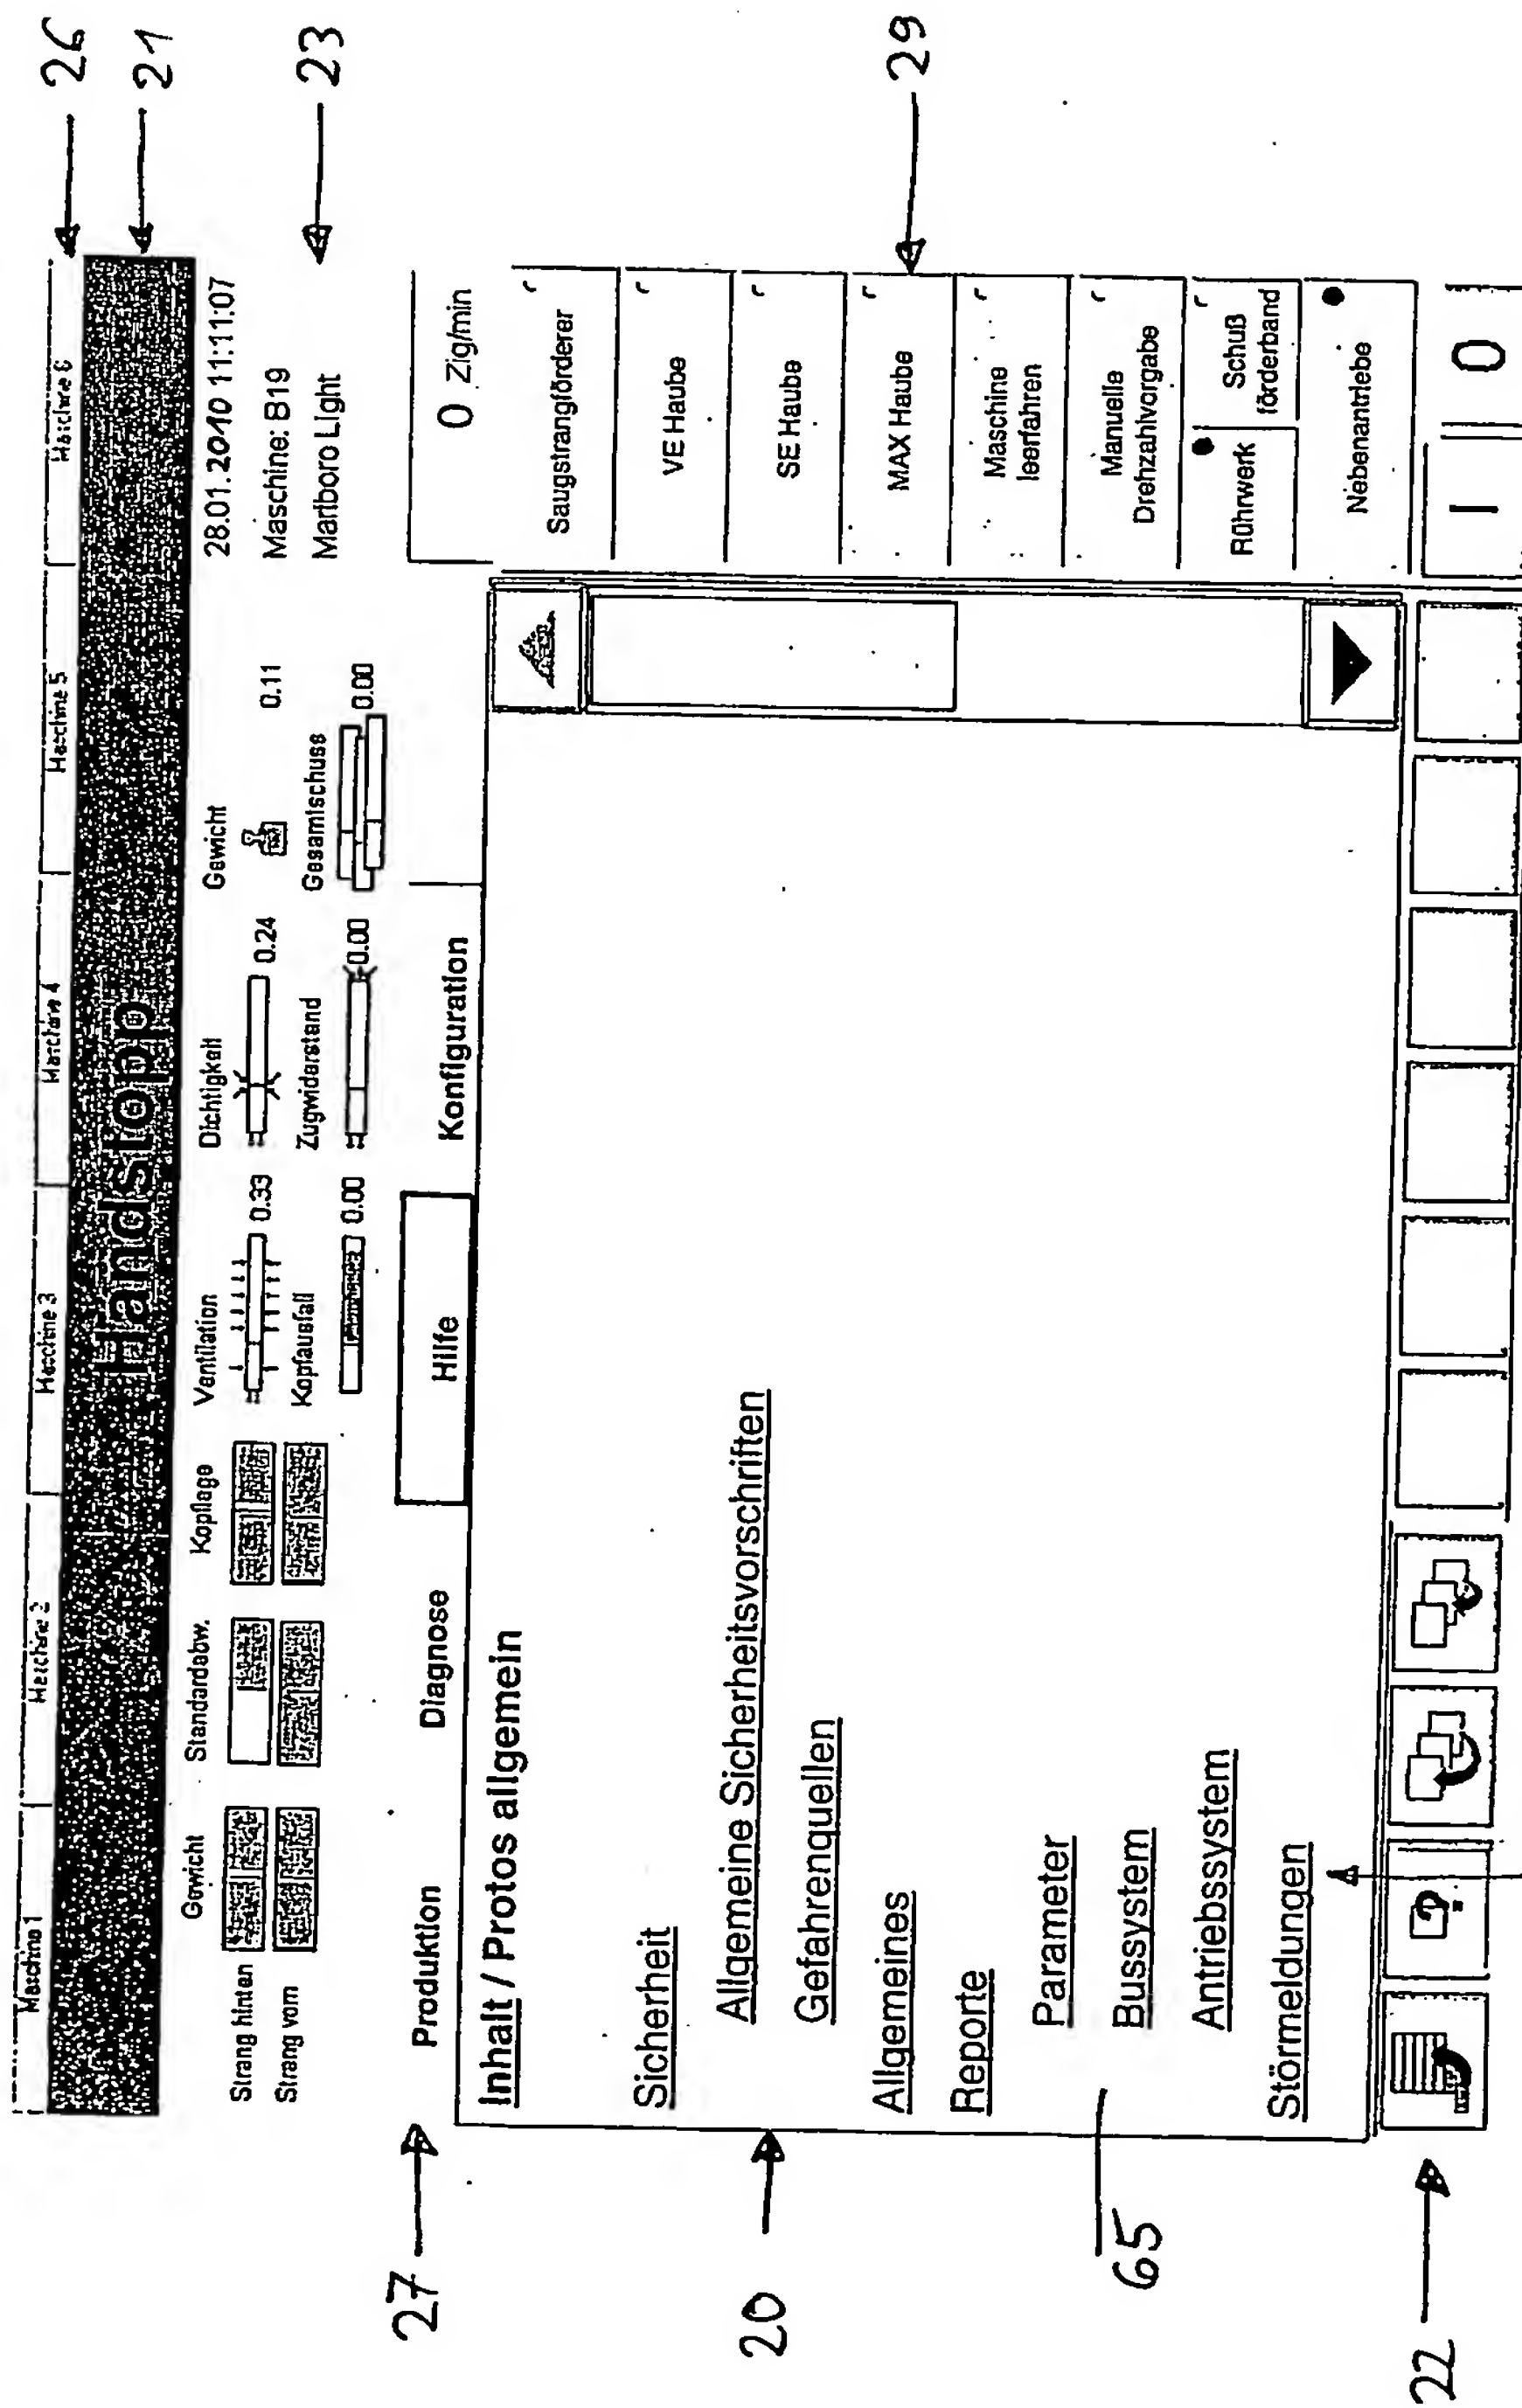 Maschine 1 Maschine 2 Maschine 3 Maschine 4 Maschine 5 Maschine 6
26
Handstopp
21
Gewicht Standardabw. Kopflage Ventilation Dichtigkeit Gewicht
28.01.2010 11:11:07
Strang hinten 0.33 0.24 0.11
Maschine: B19
Strang vorn Kopfausfall Zugwiderstand Gesamtschuss
Marlboro Light
23
0.00 0.00 0.00
27
Produktion Diagnose Hilfe Konfiguration
0 Zig/min
Inhalt / Protos allgemein
Saugstrangförderer
Sicherheit
VE Haube
20
Allgemeine Sicherheitsvorschriften
SE Haube
Gefahrenquellen
Allgemeines
MAX Haube
29
Reporte
Maschine
leerfahren
65
Parameter
Bussystem
Manuelle
Drehzahlvorgabe
Antriebssystem
Rührwerk
Schuß
förderband
Störmeldungen
Nebenantriebe
22
?
I 0